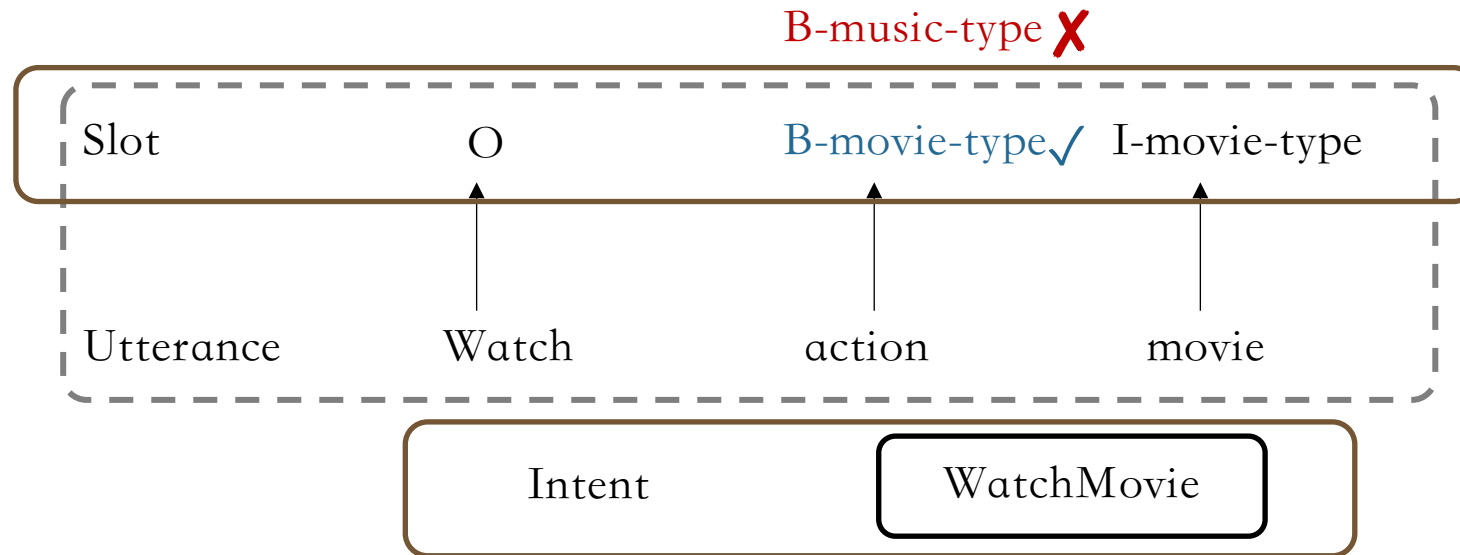 B-music-type ✘
Slot O B-movie-type✓ I-movie-type
Utterance Watch action movie
Intent WatchMovie